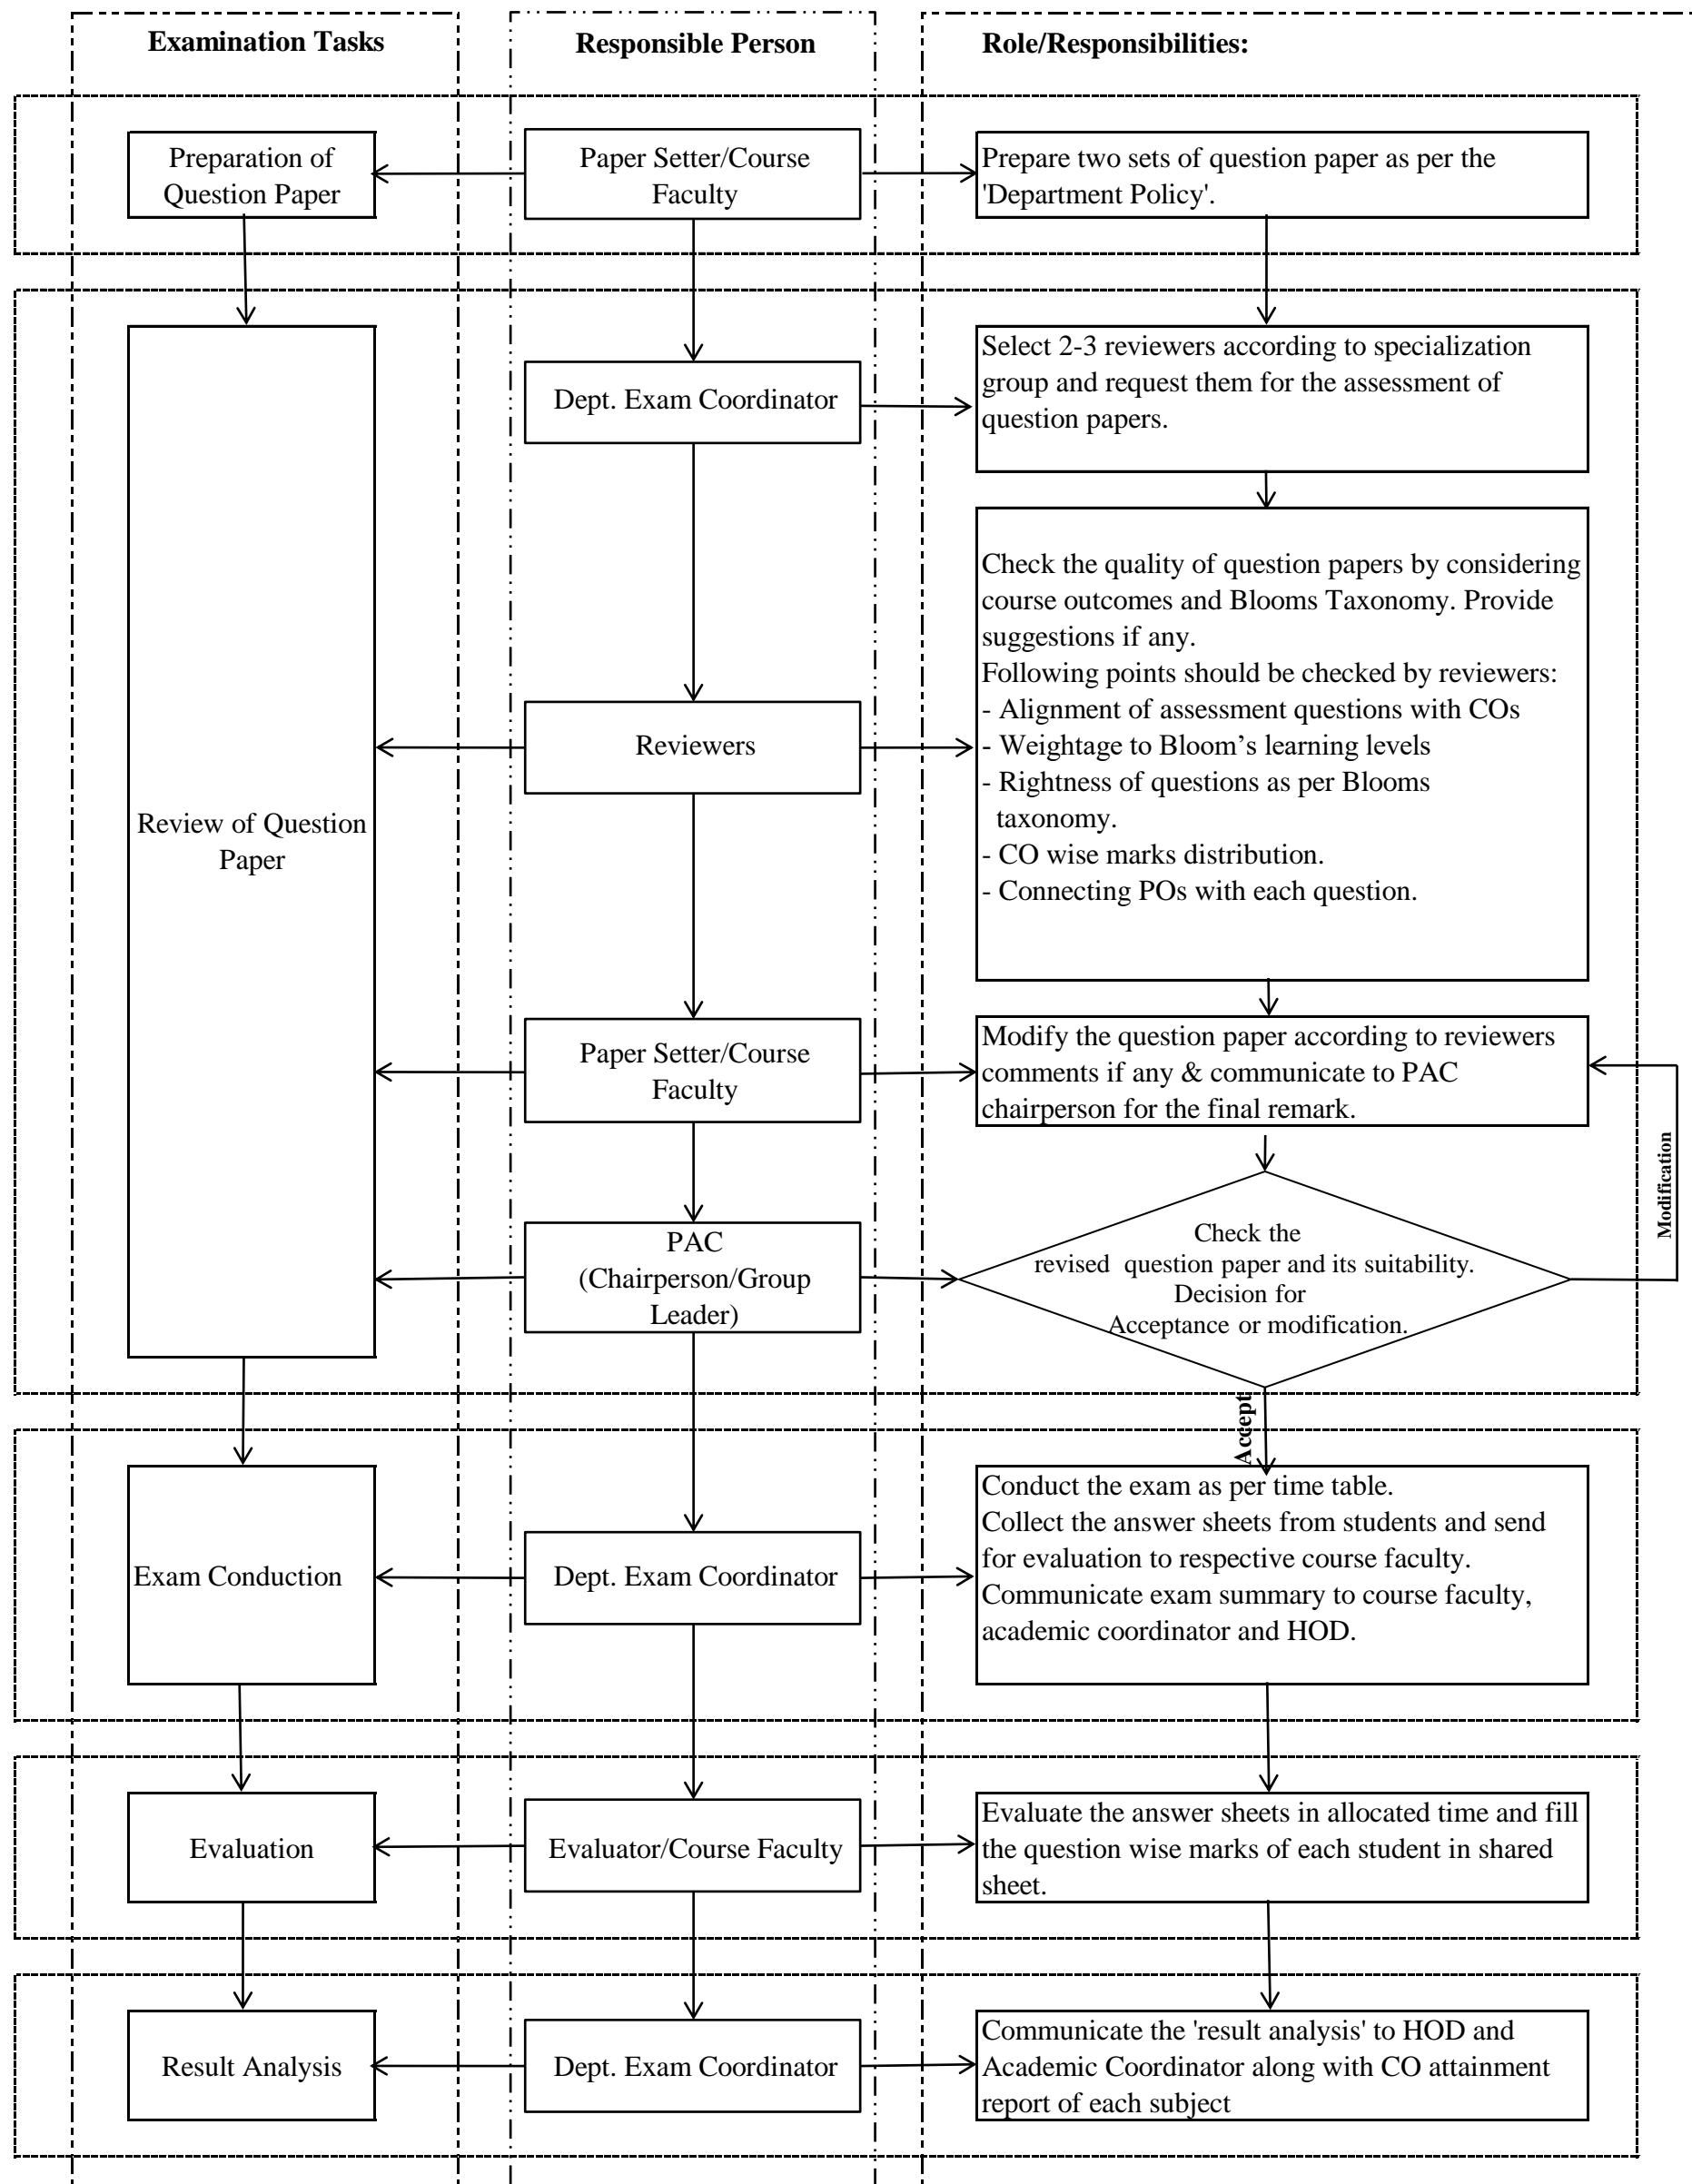 Examination Tasks
Responsible Person
Role/Responsibilities:
Preparation of
Question Paper
Paper Setter/Course
Faculty
Prepare two sets of question paper as per the
'Department Policy'.
Review of Question
Paper
Dept. Exam Coordinator
Select 2-3 reviewers according to specialization
group and request them for the assessment of
question papers.
Reviewers
Check the quality of question papers by considering
course outcomes and Blooms Taxonomy. Provide
suggestions if any.
Following points should be checked by reviewers:
- Alignment of assessment questions with COs
- Weightage to Bloom’s learning levels
- Rightness of questions as per Blooms
taxonomy.
- CO wise marks distribution.
- Connecting POs with each question.
Paper Setter/Course
Faculty
Modify the question paper according to reviewers
comments if any & communicate to PAC
chairperson for the final remark.
Modification
PAC
(Chairperson/Group
Leader)
Check the
revised question paper and its suitability.
Decision for
Acceptance or modification.
Accept
Exam Conduction
Dept. Exam Coordinator
Conduct the exam as per time table.
Collect the answer sheets from students and send
for evaluation to respective course faculty.
Communicate exam summary to course faculty,
academic coordinator and HOD.
Evaluation
Evaluator/Course Faculty
Evaluate the answer sheets in allocated time and fill
the question wise marks of each student in shared
sheet.
Result Analysis
Dept. Exam Coordinator
Communicate the 'result analysis' to HOD and
Academic Coordinator along with CO attainment
report of each subject